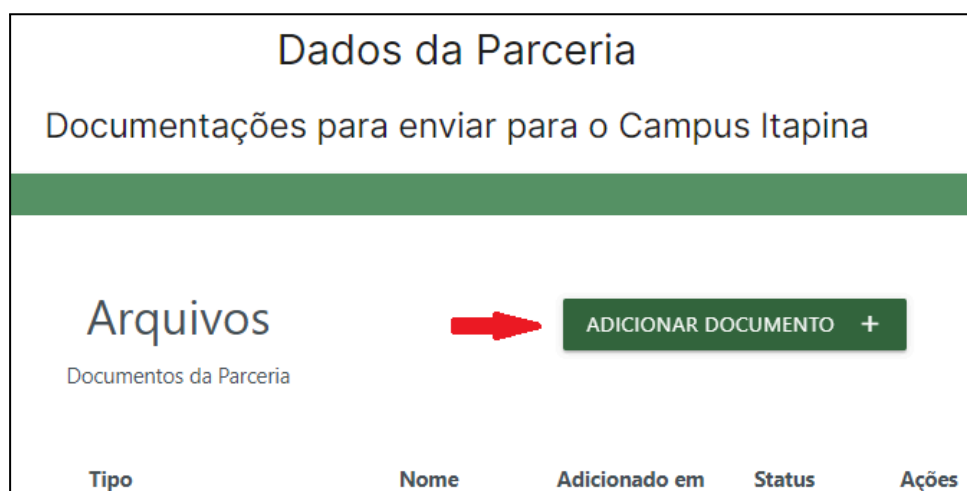 Dados da Parceria
Documentações para enviar para o Campus Itapina
Arquivos
ADICIONAR DOCUMENTO +
Documentos da Parceria
Tipo Nome Adicionado em Status Ações